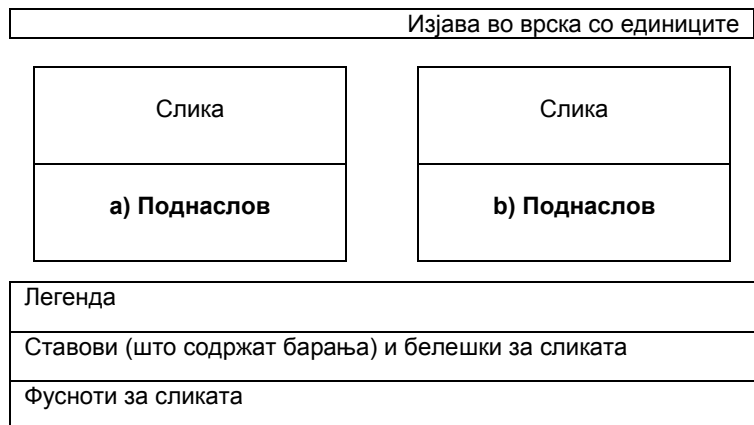 Изјава во врска со единиците
Слика
Слика
a) Поднаслов
b) Поднаслов
Легенда
Ставови (што содржат барања) и белешки за сликата
Фусноти за сликата